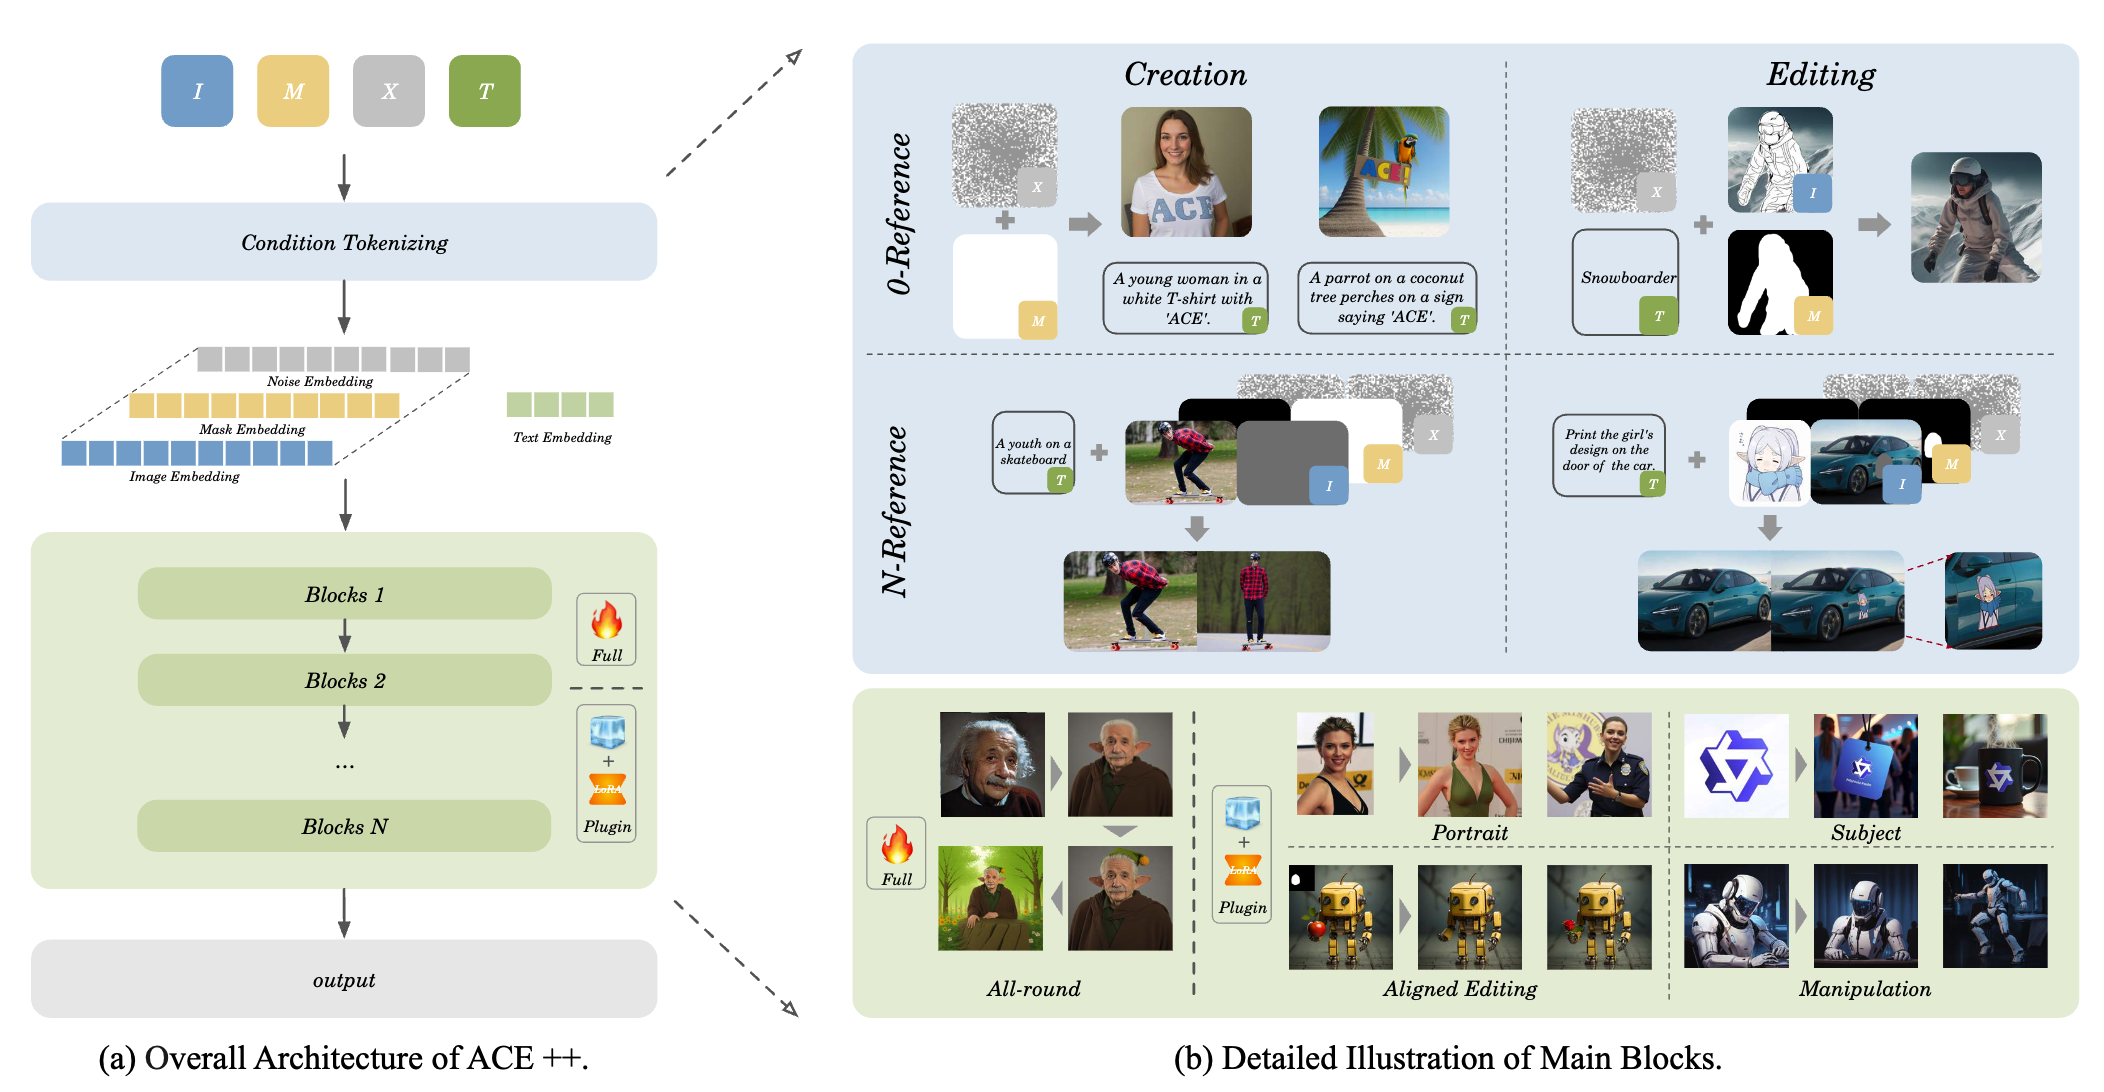 I M X T
Condition Tokenizing
Noise Embedding
Mask Embedding
Image Embedding
Text Embedding
Blocks 1
Blocks 2
...
Blocks N
Full
+
LoRA
Plugin
output
(a) Overall Architecture of ACE ++.
Creation
Editing
0-Reference
X
M
ACE
A young woman in a
white T-shirt with
'ACE'.
T
ACE!
A parrot on a coconut
tree perches on a sign
saying 'ACE'.
T
X
Snowboarder
T
I
M
N-Reference
A youth on a
skateboard
T
I
M
X
Print the girl's
design on the
door of the car.
T
I
M
X
Full
All-round
+
LoRA
Plugin
Portrait
Subject
Aligned Editing
Manipulation
(b) Detailed Illustration of Main Blocks.